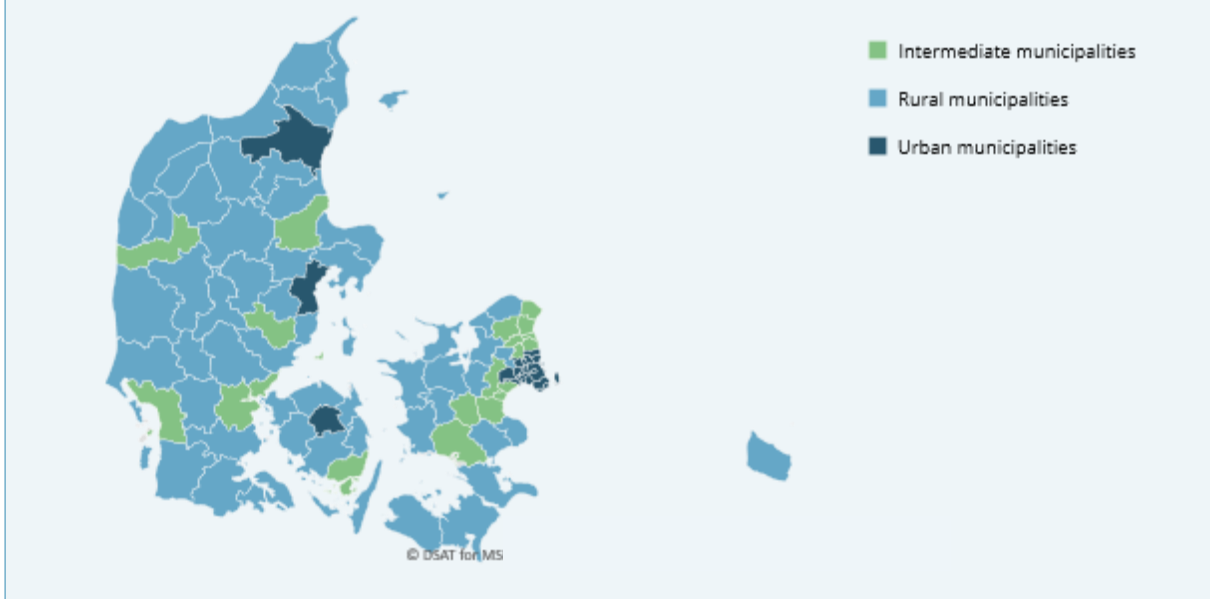 Intermediate municipalities
Rural municipalities
Urban municipalities
© DSAT for MS